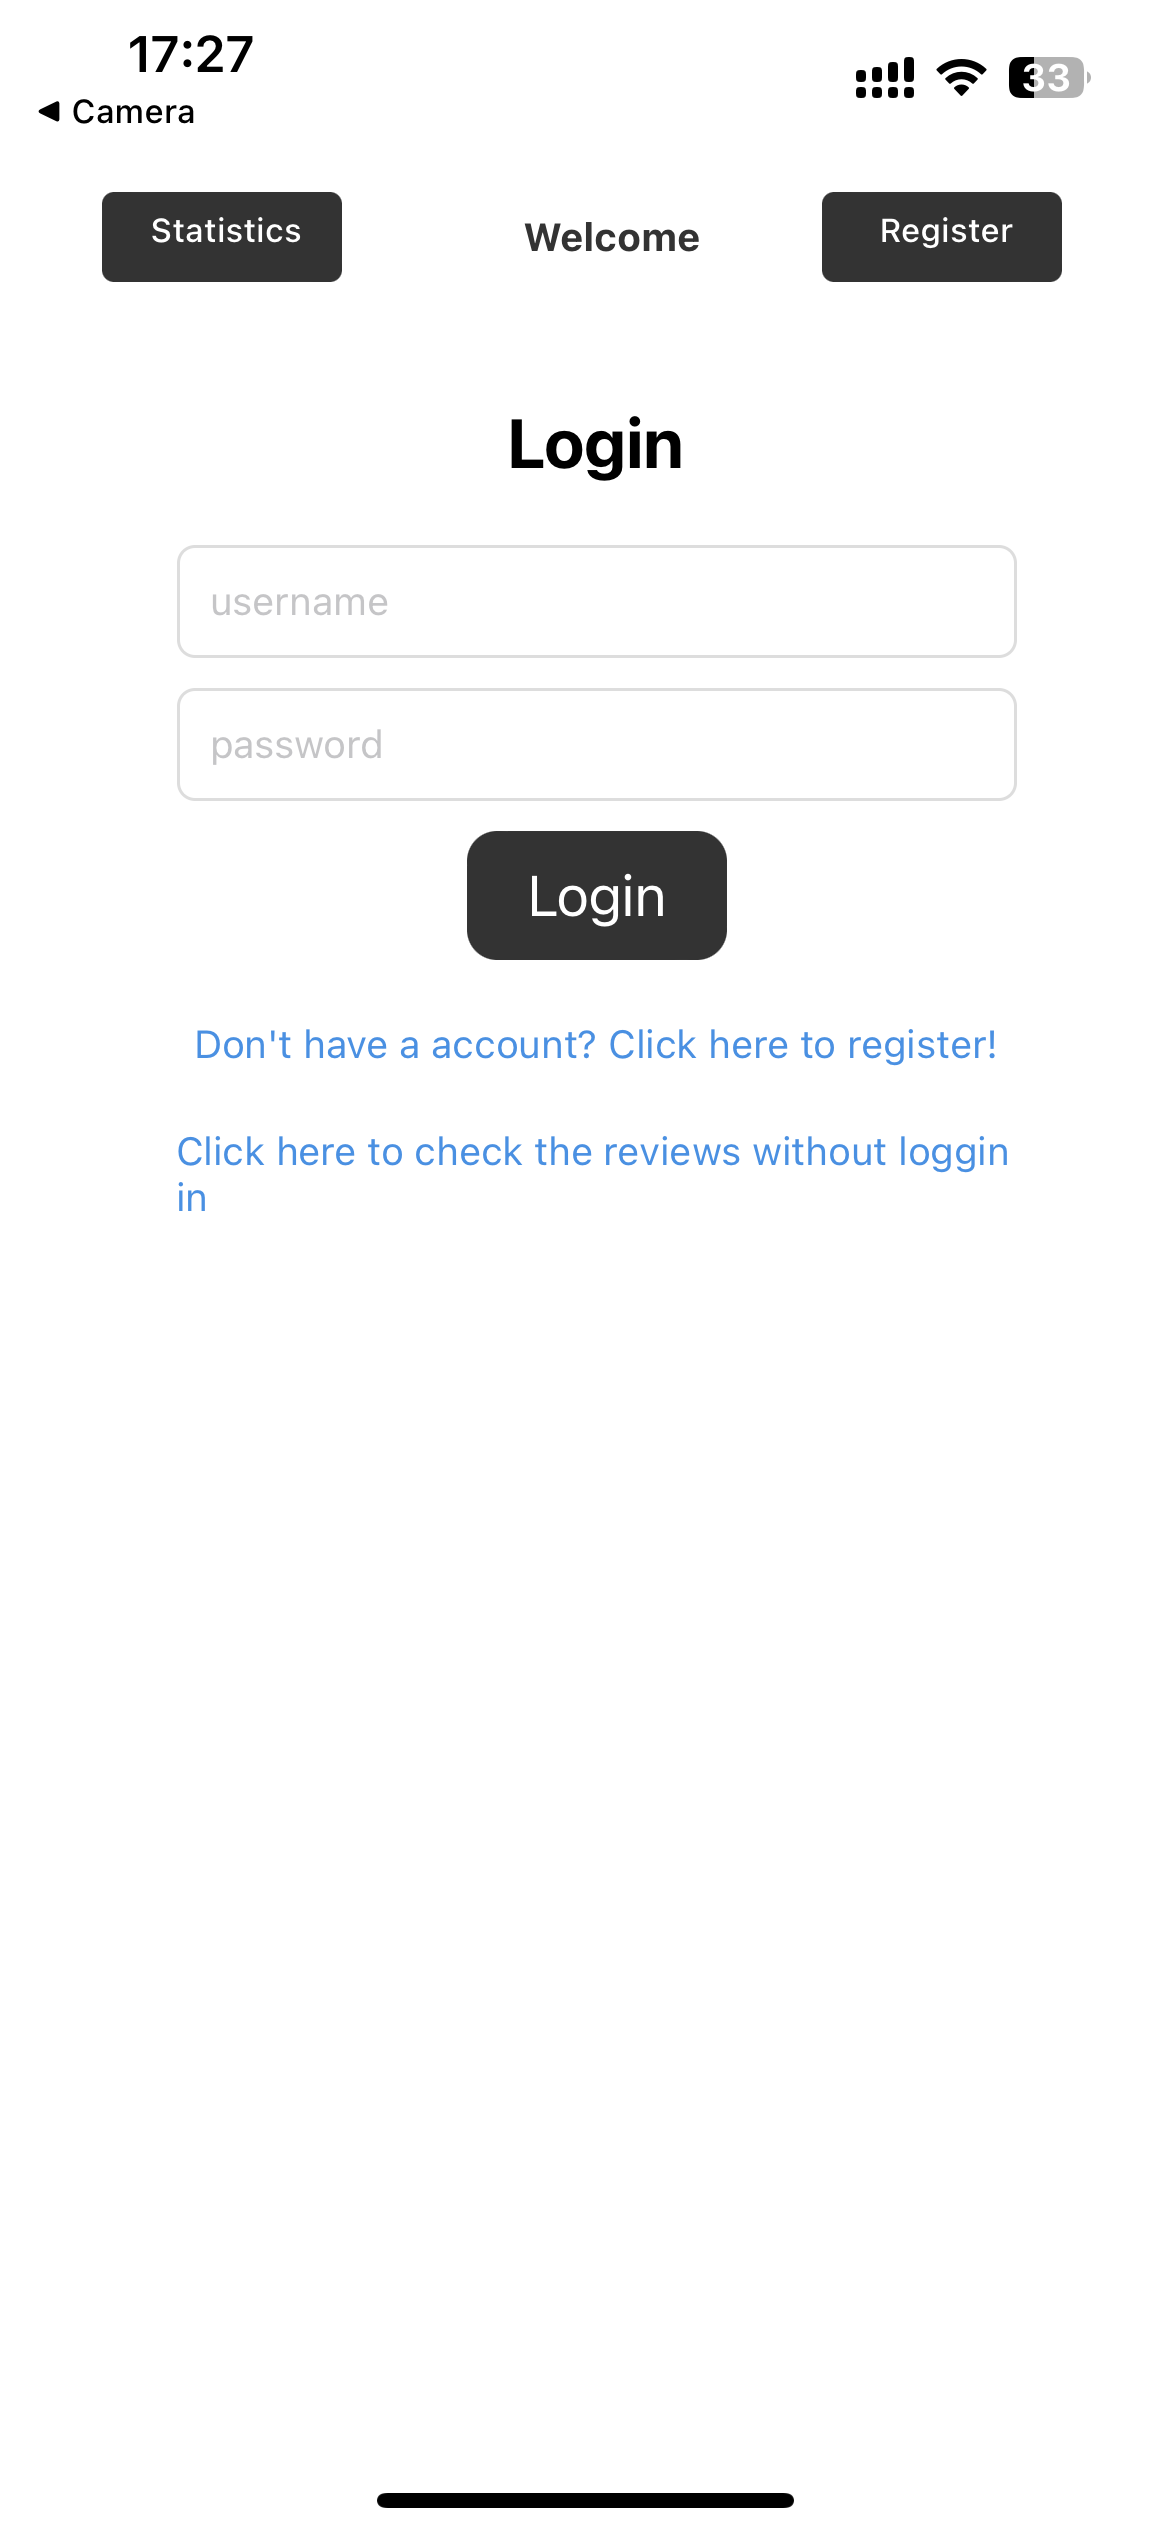 17:27
◀ Camera
33
Statistics
Welcome
Register
Login
username
password
Login
Don't have a account? Click here to register!
Click here to check the reviews without loggin
in